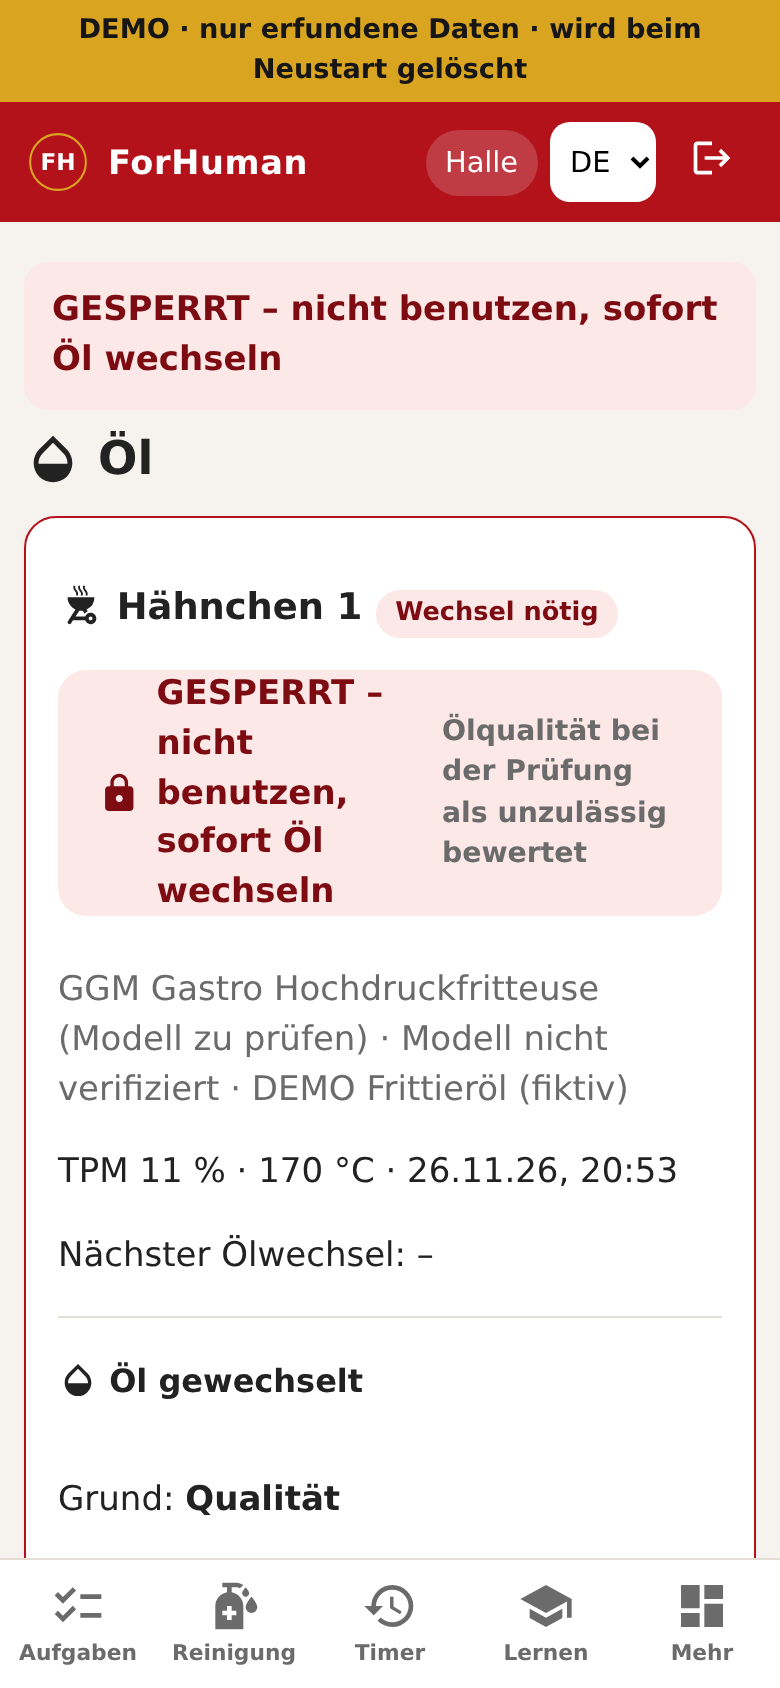 DEMO · nur erfundene Daten · wird beim
Neustart gelöscht
FH ForHuman Halle DE
GESPERRT – nicht benutzen, sofort
Öl wechseln
Öl
Hähnchen 1 Wechsel nötig
GESPERRT –
nicht
benutzen,
sofort Öl
wechseln
Ölqualität bei
der Prüfung
als unzulässig
bewertet
GGM Gastro Hochdruckfritteuse
(Modell zu prüfen) · Modell nicht
verifiziert · DEMO Frittieröl (fiktiv)
TPM 11 % · 170 °C · 26.11.26, 20:53
Nächster Ölwechsel: –
Öl gewechselt
Grund: Qualität
Aufgaben Reinigung Timer Lernen Mehr